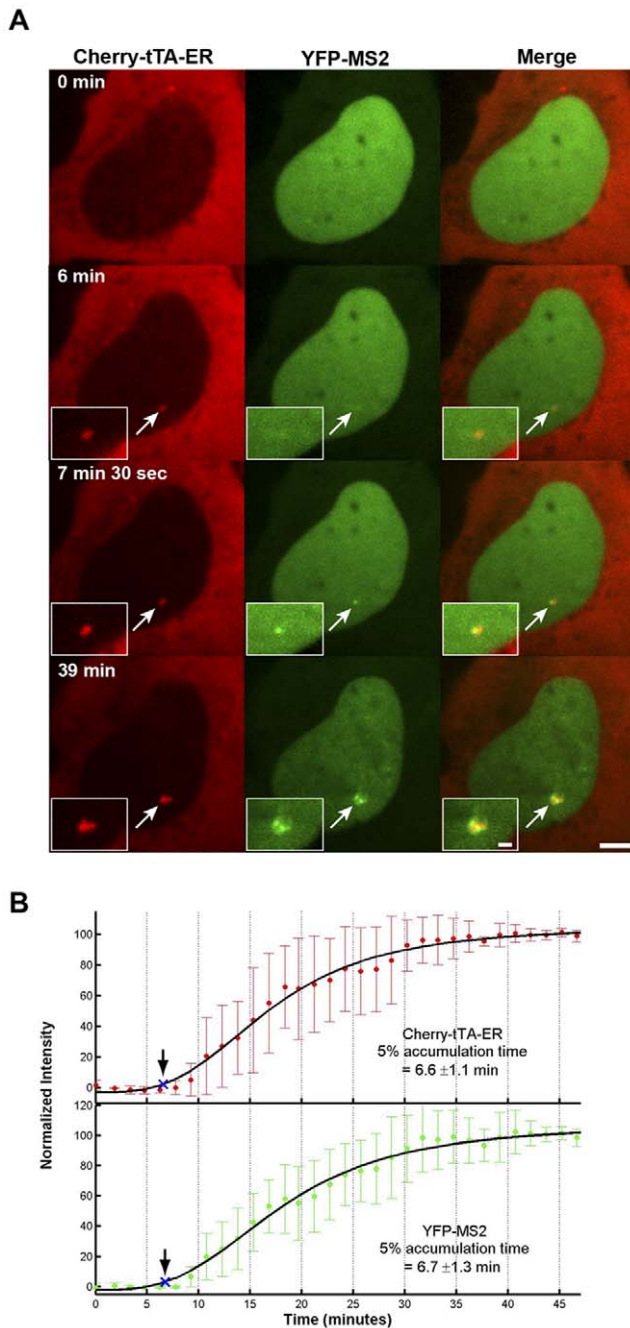 A
Cherry-tTA-ER YFP-MS2 Merge
0 min
6 min
7 min 30 sec
39 min
B
Normalized Intensity
100
80
60
40
20
0
Cherry-tTA-ER
5% accumulation time
= 6.6 ±1.1 min
120
100
80
60
40
20
0
YFP-MS2
5% accumulation time
= 6.7 ±1.3 min
0 5 10 15 20 25 30 35 40 45
Time (minutes)